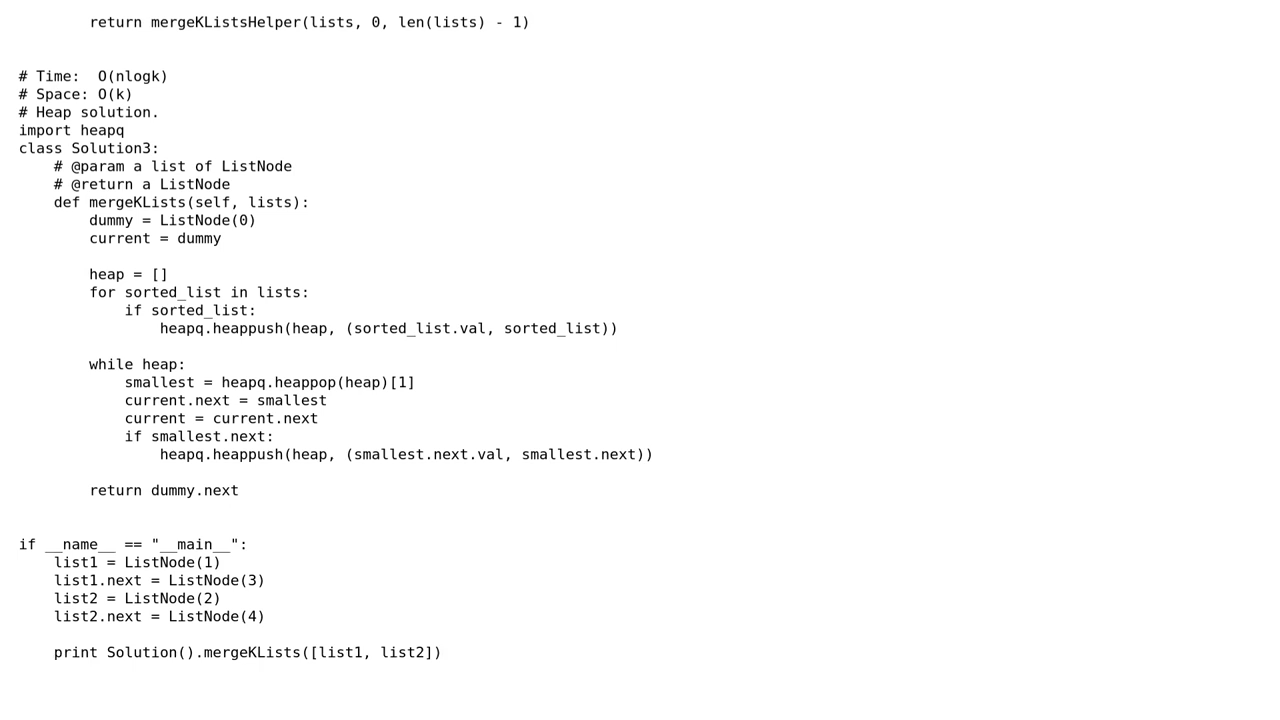 return mergeKListsHelper(lists, 0, len(lists) - 1)
# Time:  O(nlogk)
# Space: O(k)
# Heap solution.
import heapq
class Solution3:
    # @param a list of ListNode
    # @return a ListNode
    def mergeKLists(self, lists):
        dummy = ListNode(0)
        current = dummy
        heap = []
        for sorted_list in lists:
            if sorted_list:
                heapq.heappush(heap, (sorted_list.val, sorted_list))
        while heap:
            smallest = heapq.heappop(heap)[1]
            current.next = smallest
            current = current.next
            if smallest.next:
                heapq.heappush(heap, (smallest.next.val, smallest.next))
        return dummy.next
if __name__ == "__main__":
    list1 = ListNode(1)
    list1.next = ListNode(3)
    list2 = ListNode(2)
    list2.next = ListNode(4)
    print Solution().mergeKLists([list1, list2])